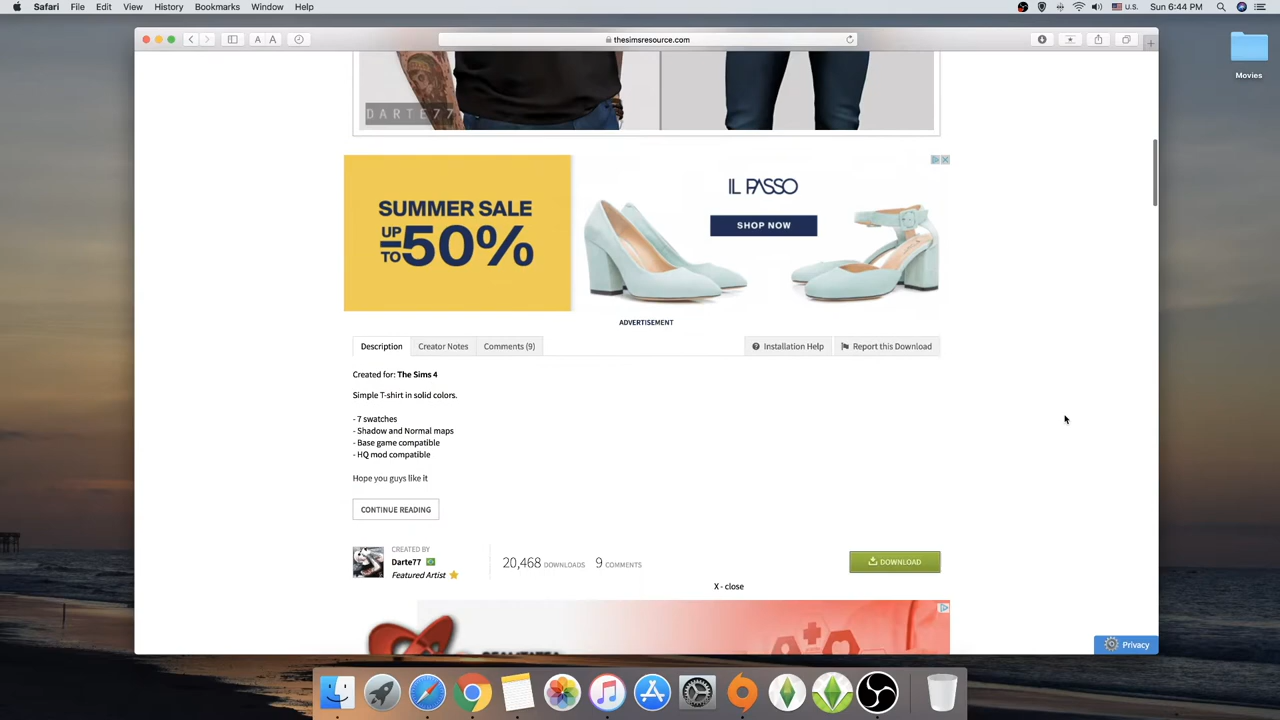 Safari File Edit View History Bookmarks Window Help
U.S. Sun 6:44 PM
A A
thesimsresource.com
Movies
DARTE77
SUMMER SALE
UP TO -50%
IL PASSO
SHOP NOW
ADVERTISEMENT
Description Creator Notes Comments (9) Installation Help Report this Download
Created for: The Sims 4
Simple T-shirt in solid colors.
- 7 swatches
- Shadow and Normal maps
- Base game compatible
- HQ mod compatible
Hope you guys like it
CONTINUE READING
CREATED BY
Darte77
Featured Artist
20,468 DOWNLOADS 9 COMMENTS
DOWNLOAD
X - close
Privacy